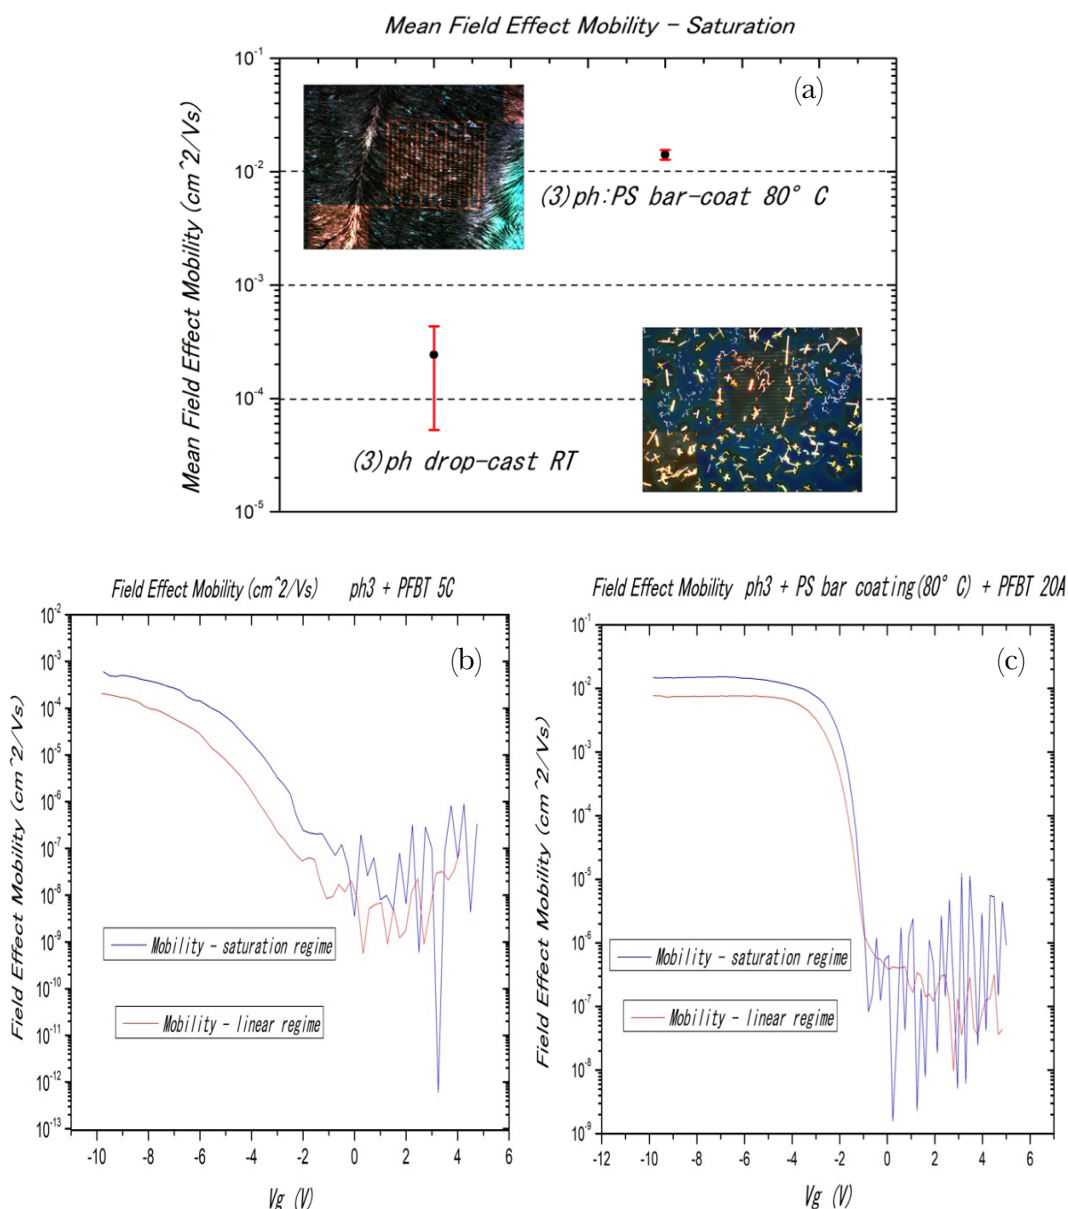 Mean Field Effect Mobility - Saturation
Mean Field Effect Mobility (cm^2/Vs)
10^-1
10^-2
10^-3
10^-4
10^-5
(a)
(3)ph:PS bar-coat 80° C
(3)ph drop-cast RT
Field Effect Mobility (cm^2/Vs) ph3 + PFBT 5C
Field Effect Mobility (cm^2/Vs)
10^-2
10^-3
10^-4
10^-5
10^-6
10^-7
10^-8
10^-9
10^-10
10^-11
10^-12
10^-13
(b)
Mobility - saturation regime
Mobility - linear regime
-10 -8 -6 -4 -2 0 2 4 6
Vg (V)
Field Effect Mobility ph3 + PS bar coating(80° C) + PFBT 20A
Field Effect Mobility (cm^2/Vs)
10^-1
10^-2
10^-3
10^-4
10^-5
10^-6
10^-7
10^-8
10^-9
(c)
Mobility - saturation regime
Mobility - linear regime
-12 -10 -8 -6 -4 -2 0 2 4 6
Vg (V)